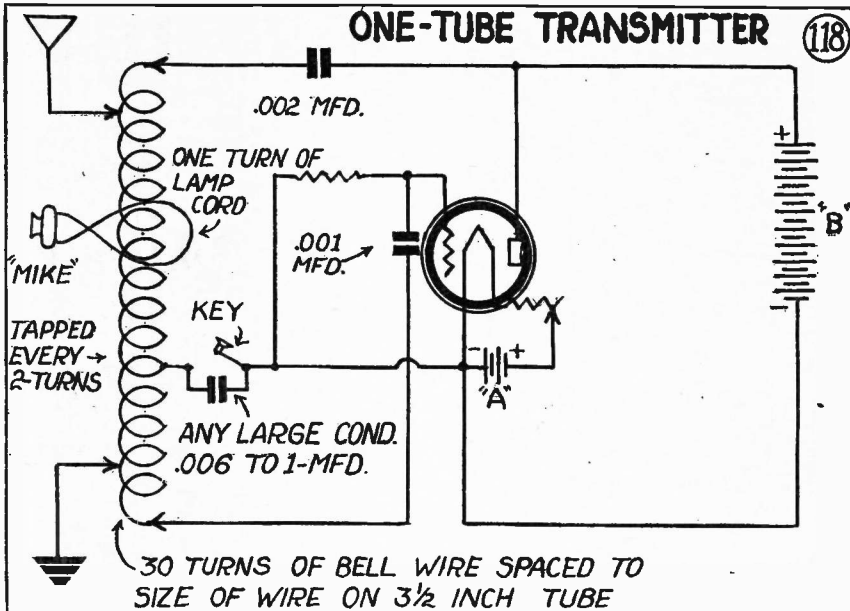 ONE-TUBE TRANSMITTER
118
.002 MFD.
ONE TURN OF
LAMP
CORD
"MIKE"
.001
MFD.
+
"B"
-
KEY
TAPPED
EVERY
2-TURNS
- +
"A"
ANY LARGE COND.
.006 TO 1-MFD.
30 TURNS OF BELL WIRE SPACED TO
SIZE OF WIRE ON 3½ INCH TUBE